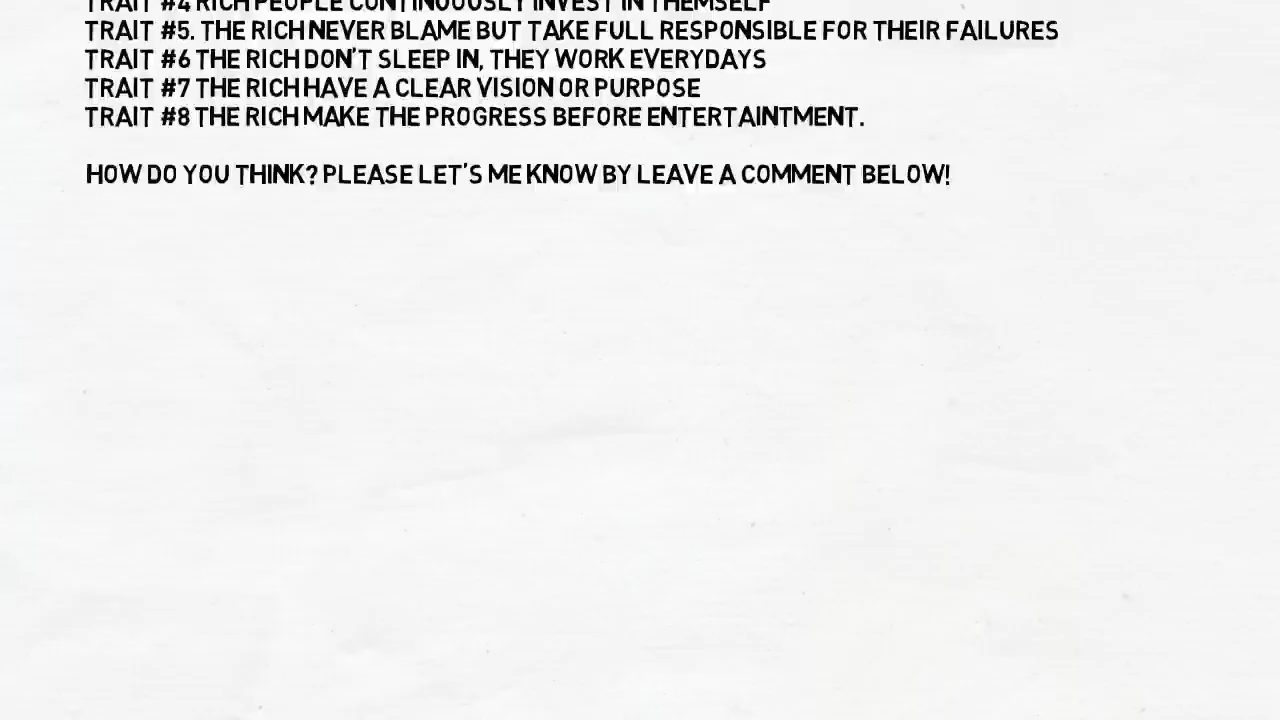 TRAIT #4 RICH PEOPLE CONTINUOUSLY INVEST IN THEMSELF
TRAIT #5. THE RICH NEVER BLAME BUT TAKE FULL RESPONSIBLE FOR THEIR FAILURES
TRAIT #6 THE RICH DON'T SLEEP IN, THEY WORK EVERYDAYS
TRAIT #7 THE RICH HAVE A CLEAR VISION OR PURPOSE
TRAIT #8 THE RICH MAKE THE PROGRESS BEFORE ENTERTAINTMENT.
HOW DO YOU THINK? PLEASE LET'S ME KNOW BY LEAVE A COMMENT BELOW!